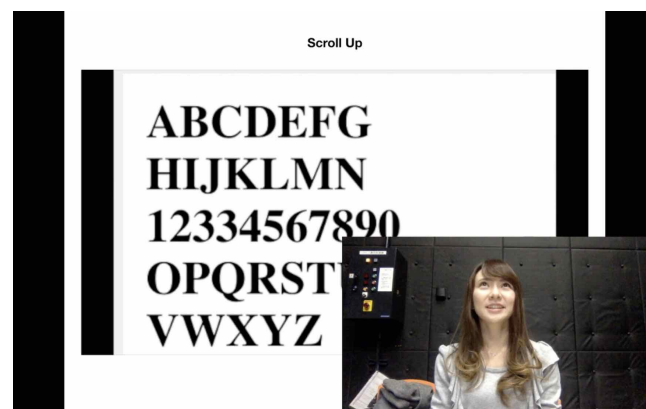 Scroll Up
ABCDEFG
HIJKLMN
12334567890
OPQRST
VWXYZ